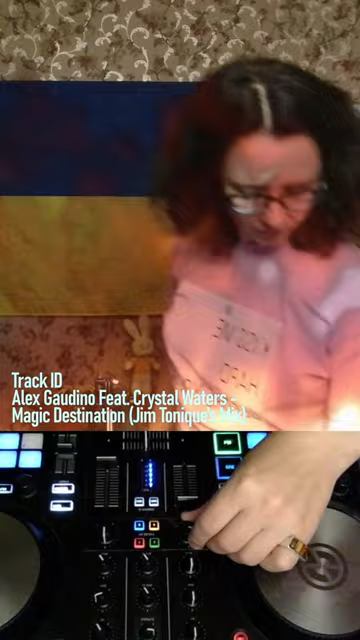 Track ID
Alex Gaudino Feat. Crystal Waters -
Magic Destination (Jim Tonique's Mix)